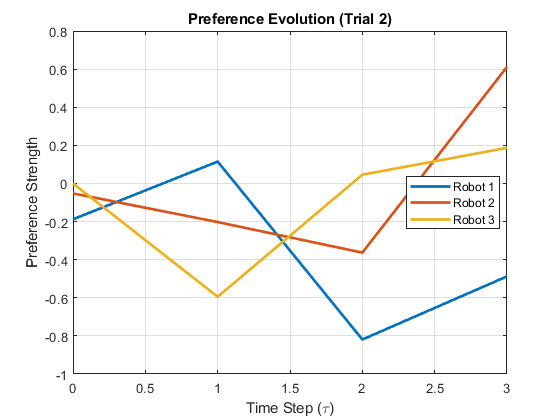 Preference Evolution (Trial 2)
Preference Strength
0.8
0.6
0.4
0.2
0
-0.2
-0.4
-0.6
-0.8
-1
Robot 1
Robot 2
Robot 3
0 0.5 1 1.5 2 2.5 3
Time Step (τ)